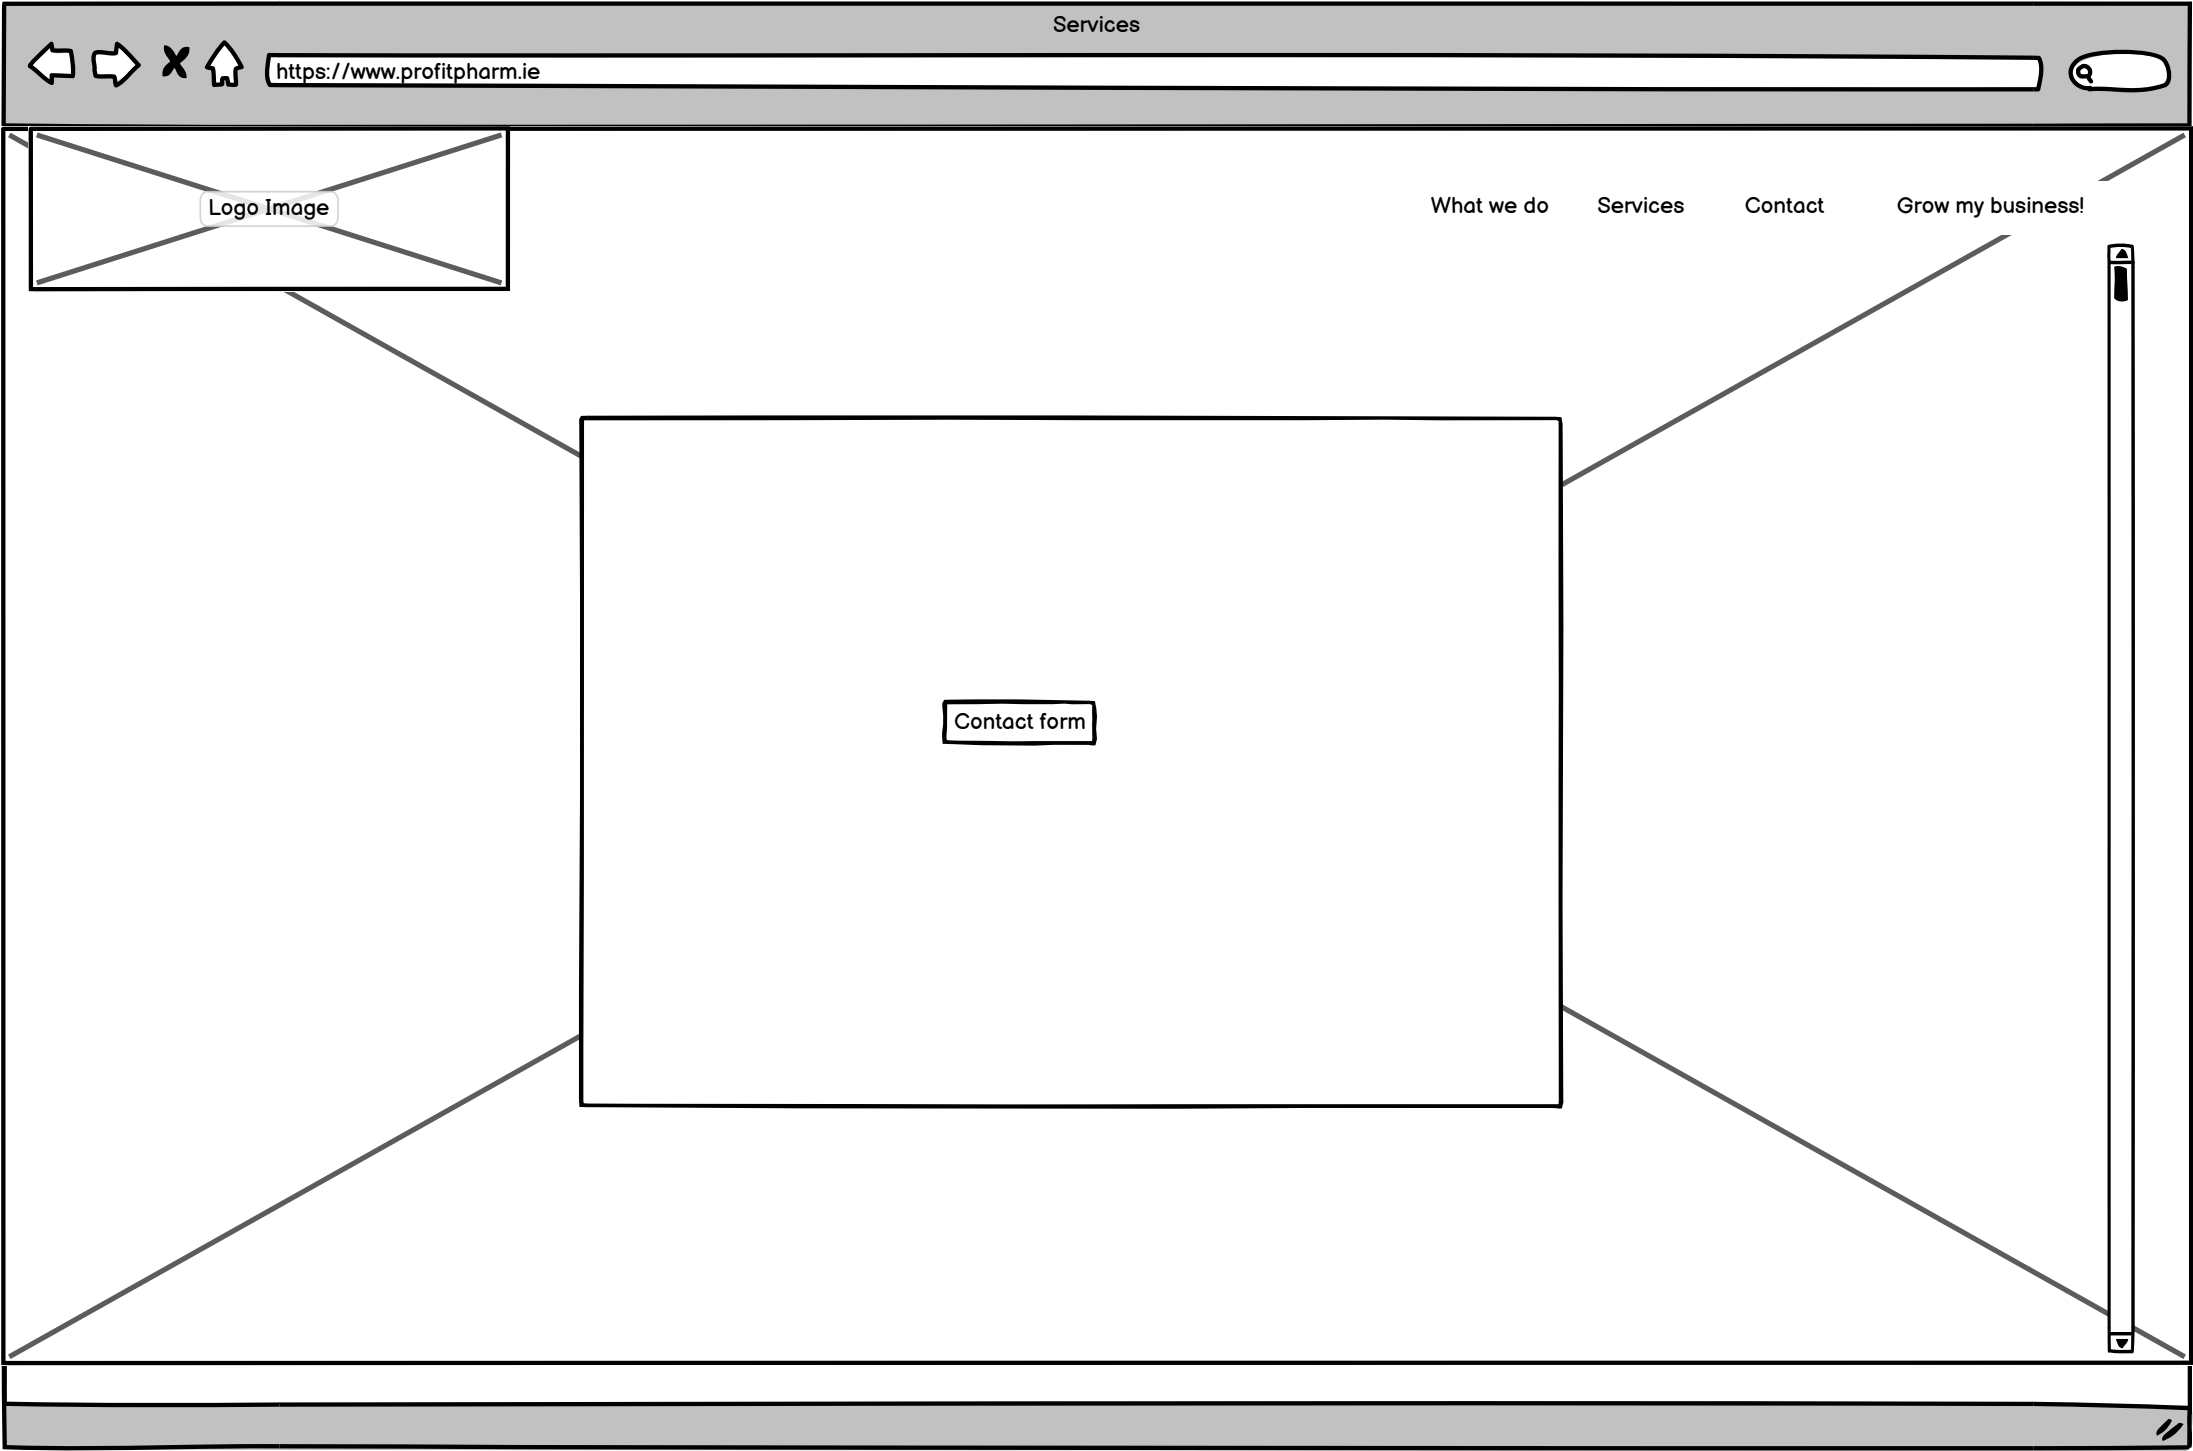 Services
https://www.profitpharm.ie
Logo Image
What we do Services Contact Grow my business!
Contact form